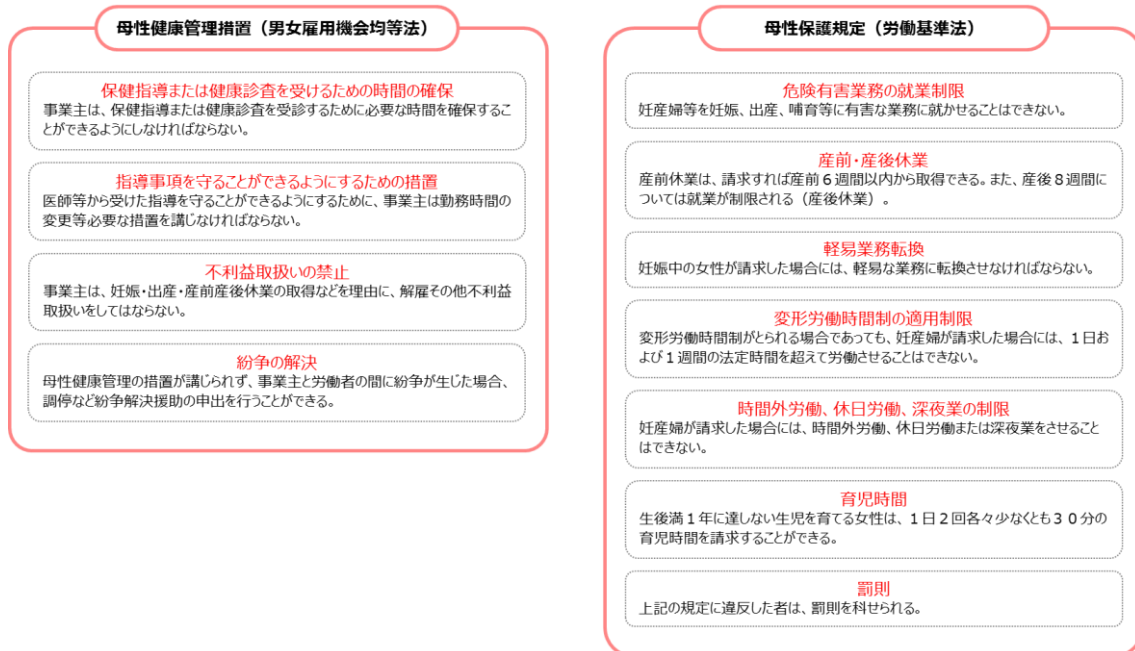 母性健康管理措置（男女雇用機会均等法）
保健指導または健康診査を受けるための時間の確保
事業主は、保健指導または健康診査を受診するために必要な時間を確保するこ
とができるようにしなければならない。
指導事項を守ることができるようにするための措置
医師等から受けた指導を守ることができるようにするために、事業主は勤務時間の
変更等必要な措置を講じなければならない。
不利益取扱いの禁止
事業主は、妊娠・出産・産前産後休業の取得などを理由に、解雇その他不利益
取扱いをしてはならない。
紛争の解決
母性健康管理の措置が講じられず、事業主と労働者の間に紛争が生じた場合、
調停など紛争解決援助の申出を行うことができる。
母性保護規定（労働基準法）
危険有害業務の就業制限
妊産婦等を妊娠、出産、哺育等に有害な業務に就かせることはできない。
産前・産後休業
産前休業は、請求すれば産前６週間以内から取得できる。また、産後８週間に
ついては就業が制限される（産後休業）。
軽易業務転換
妊娠中の女性が請求した場合には、軽易な業務に転換させなければならない。
変形労働時間制の適用制限
変形労働時間制がとられる場合であっても、妊産婦が請求した場合には、１日お
よび１週間の法定時間を超えて労働させることはできない。
時間外労働、休日労働、深夜業の制限
妊産婦が請求した場合には、時間外労働、休日労働または深夜業をさせること
はできない。
育児時間
生後満１年に達しない生児を育てる女性は、１日２回各々少なくとも３０分の
育児時間を請求することができる。
罰則
上記の規定に違反した者は、罰則を科せられる。